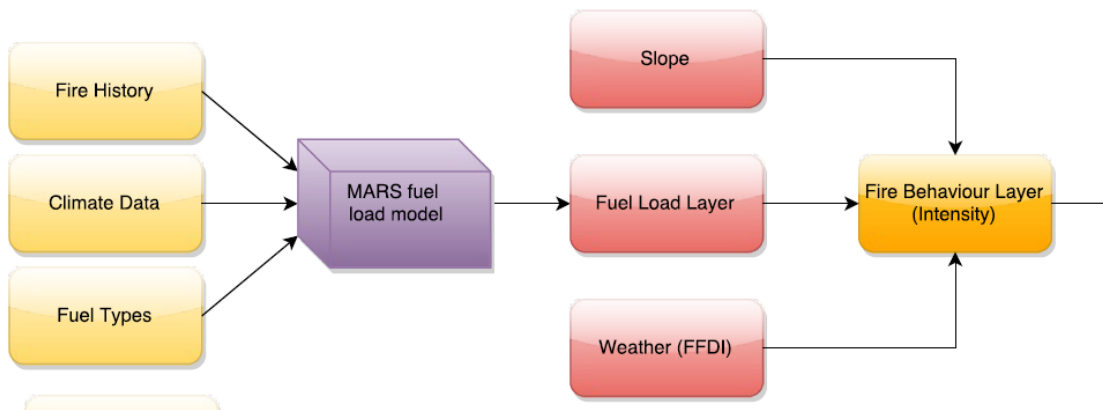 Fire History
Climate Data
Fuel Types
MARS fuel
load model
Slope
Fuel Load Layer
Weather (FFDI)
Fire Behaviour Layer
(Intensity)